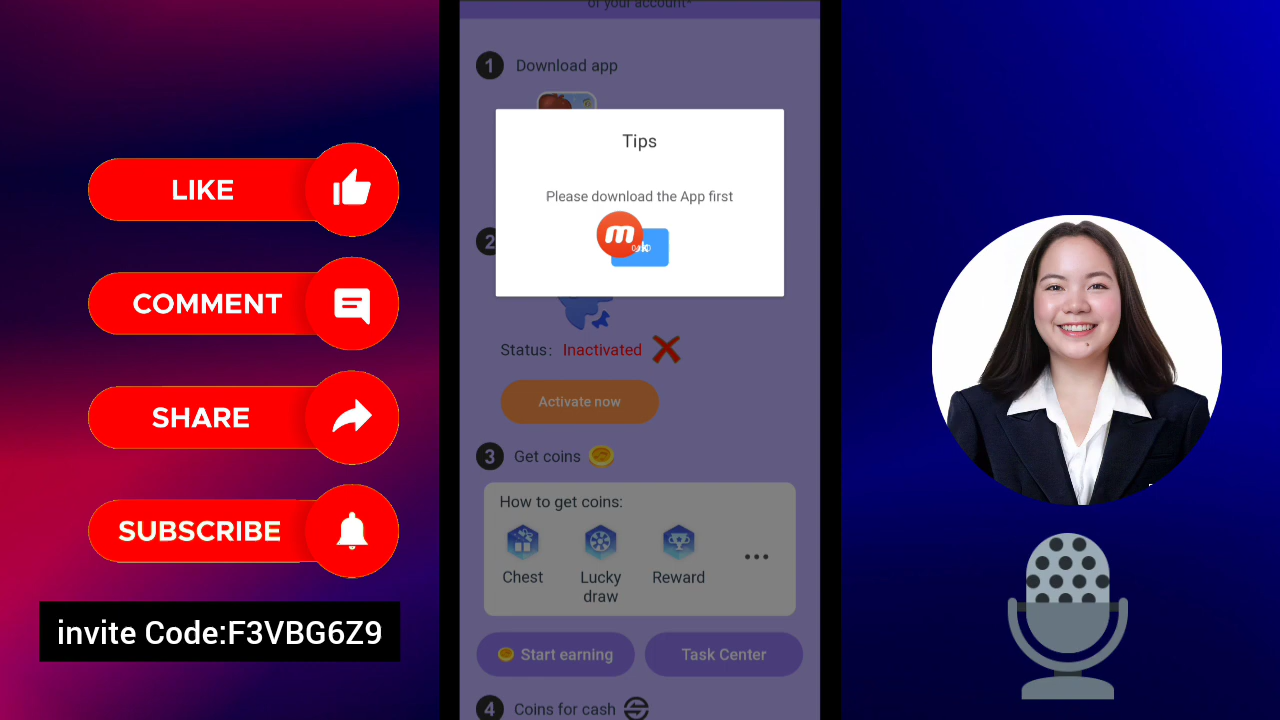 LIKE
COMMENT
SHARE
SUBSCRIBE
invite Code:F3VBG6Z9
of your account*
1 Download app
Tips
Please download the App first
m
2
Status: Inactivated
Activate now
3 Get coins
How to get coins:
Chest
Lucky draw
Reward
Start earning
Task Center
4 Coins for cash